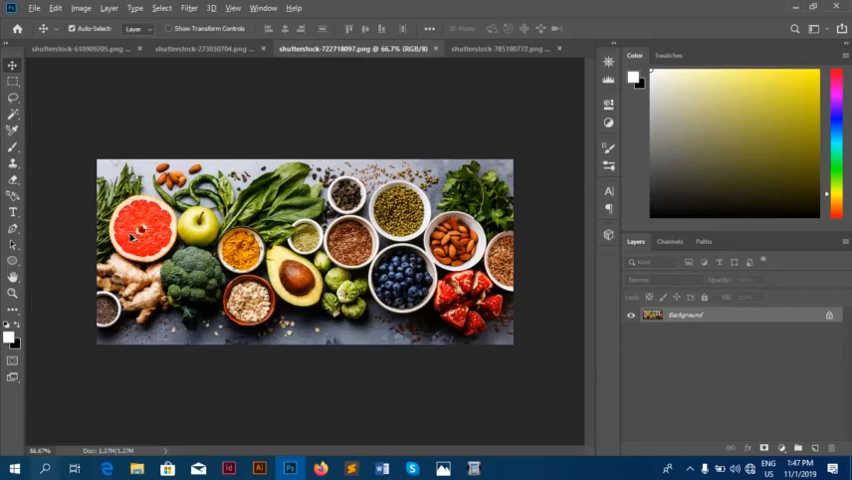 Ps File Edit Image Layer Type Select Filter 3D View Window Help
Auto-Select: Layer Show Transform Controls 3D Mode
shutterstock-610909205.png ... × shutterstock-273030704.png ... × shutterstock-722718097.png @ 66.7% (RGB/8) × shutterstock-785190772.png ... ×
Color Swatches
Layers Channels Paths
Kind
Normal Opacity:
Lock: Fill:
Background
66.67% Doc: 1.27M/1.27M
ENG 1:47 PM
US 11/1/2019